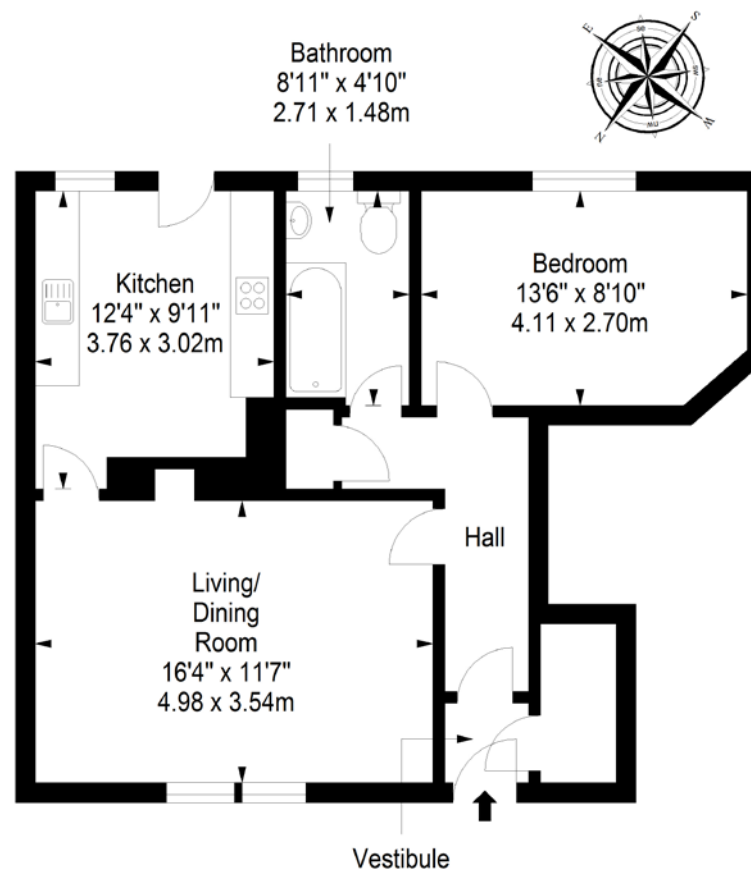 Bathroom
8'11" x 4'10"
2.71 x 1.48m
E
S
N
W
Kitchen
12'4" x 9'11"
3.76 x 3.02m
Bedroom
13'6" x 8'10"
4.11 x 2.70m
Hall
Living/
Dining
Room
16'4" x 11'7"
4.98 x 3.54m
Vestibule